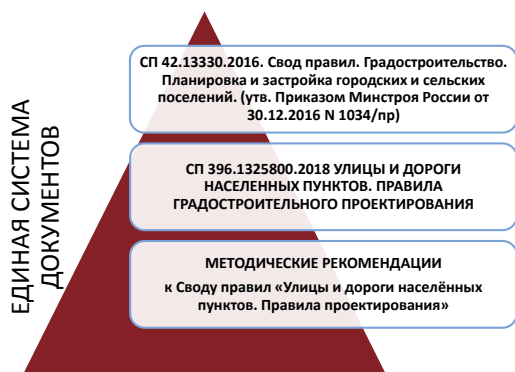 ЕДИНАЯ СИСТЕМА
ДОКУМЕНТОВ
СП 42.13330.2016. Свод правил. Градостроительство.
Планировка и застройка городских и сельских
поселений. (утв. Приказом Минстроя России от
30.12.2016 N 1034/пр)
СП 396.1325800.2018 УЛИЦЫ И ДОРОГИ
НАСЕЛЕННЫХ ПУНКТОВ. ПРАВИЛА
ГРАДОСТРОИТЕЛЬНОГО ПРОЕКТИРОВАНИЯ
МЕТОДИЧЕСКИЕ РЕКОМЕНДАЦИИ
к Своду правил «Улицы и дороги населённых
пунктов. Правила проектирования»